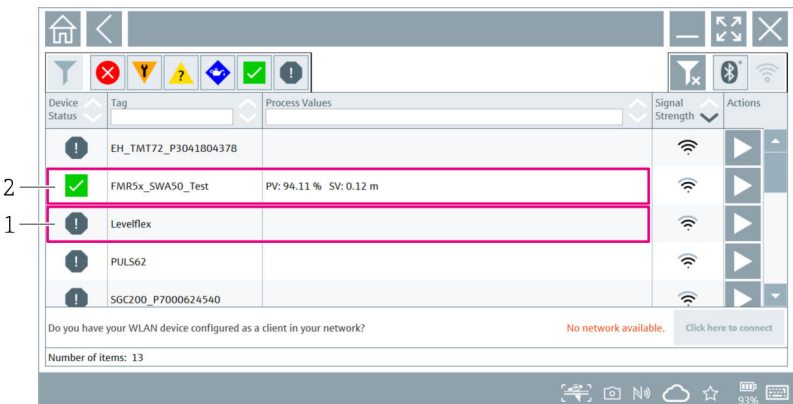 ?
Device Status
Tag
Process Values
Signal Strength
Actions
!
EH_TMT72_P3041804378
2
FMR5x_SWA50_Test
PV: 94.11 % SV: 0.12 m
1
!
Levelflex
!
PULS62
!
SGC200_P7000624540
Do you have your WLAN device configured as a client in your network?
No network available.
Click here to connect
Number of items: 13
93%